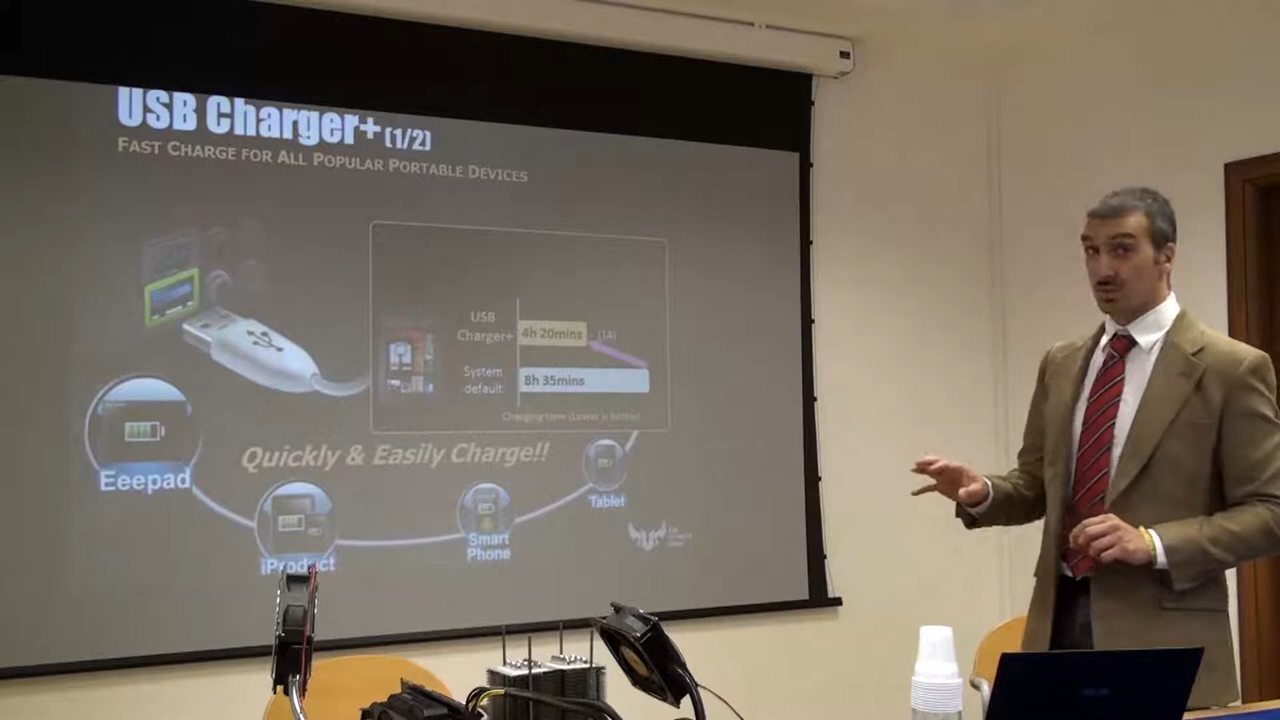 USB Charger+ (1/2)
FAST CHARGE FOR ALL POPULAR PORTABLE DEVICES
USB
Charger+
4h 20mins
(1A)
System
default
8h 35mins
Charging time (Lower is better)
Quickly & Easily Charge!!
Eeepad
iProduct
Smart
Phone
Tablet